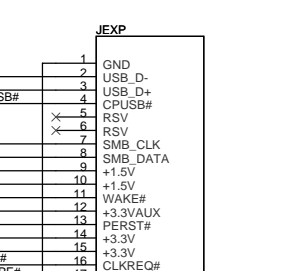 JEXP
1 GND
2 USB_D-
3 USB_D+
SB# 4 CPUSB#
5 RSV
6 RSV
7 SMB_CLK
8 SMB_DATA
9 +1.5V
10 +1.5V
11 WAKE#
12 +3.3VAUX
13 PERST#
14 +3.3V
15 +3.3V
# 16 CLKREQ#